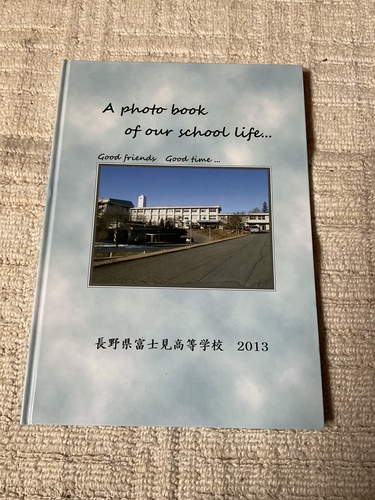 A photo book
of our school life...
Good friends Good time ...
長野県富士見高等学校 2013